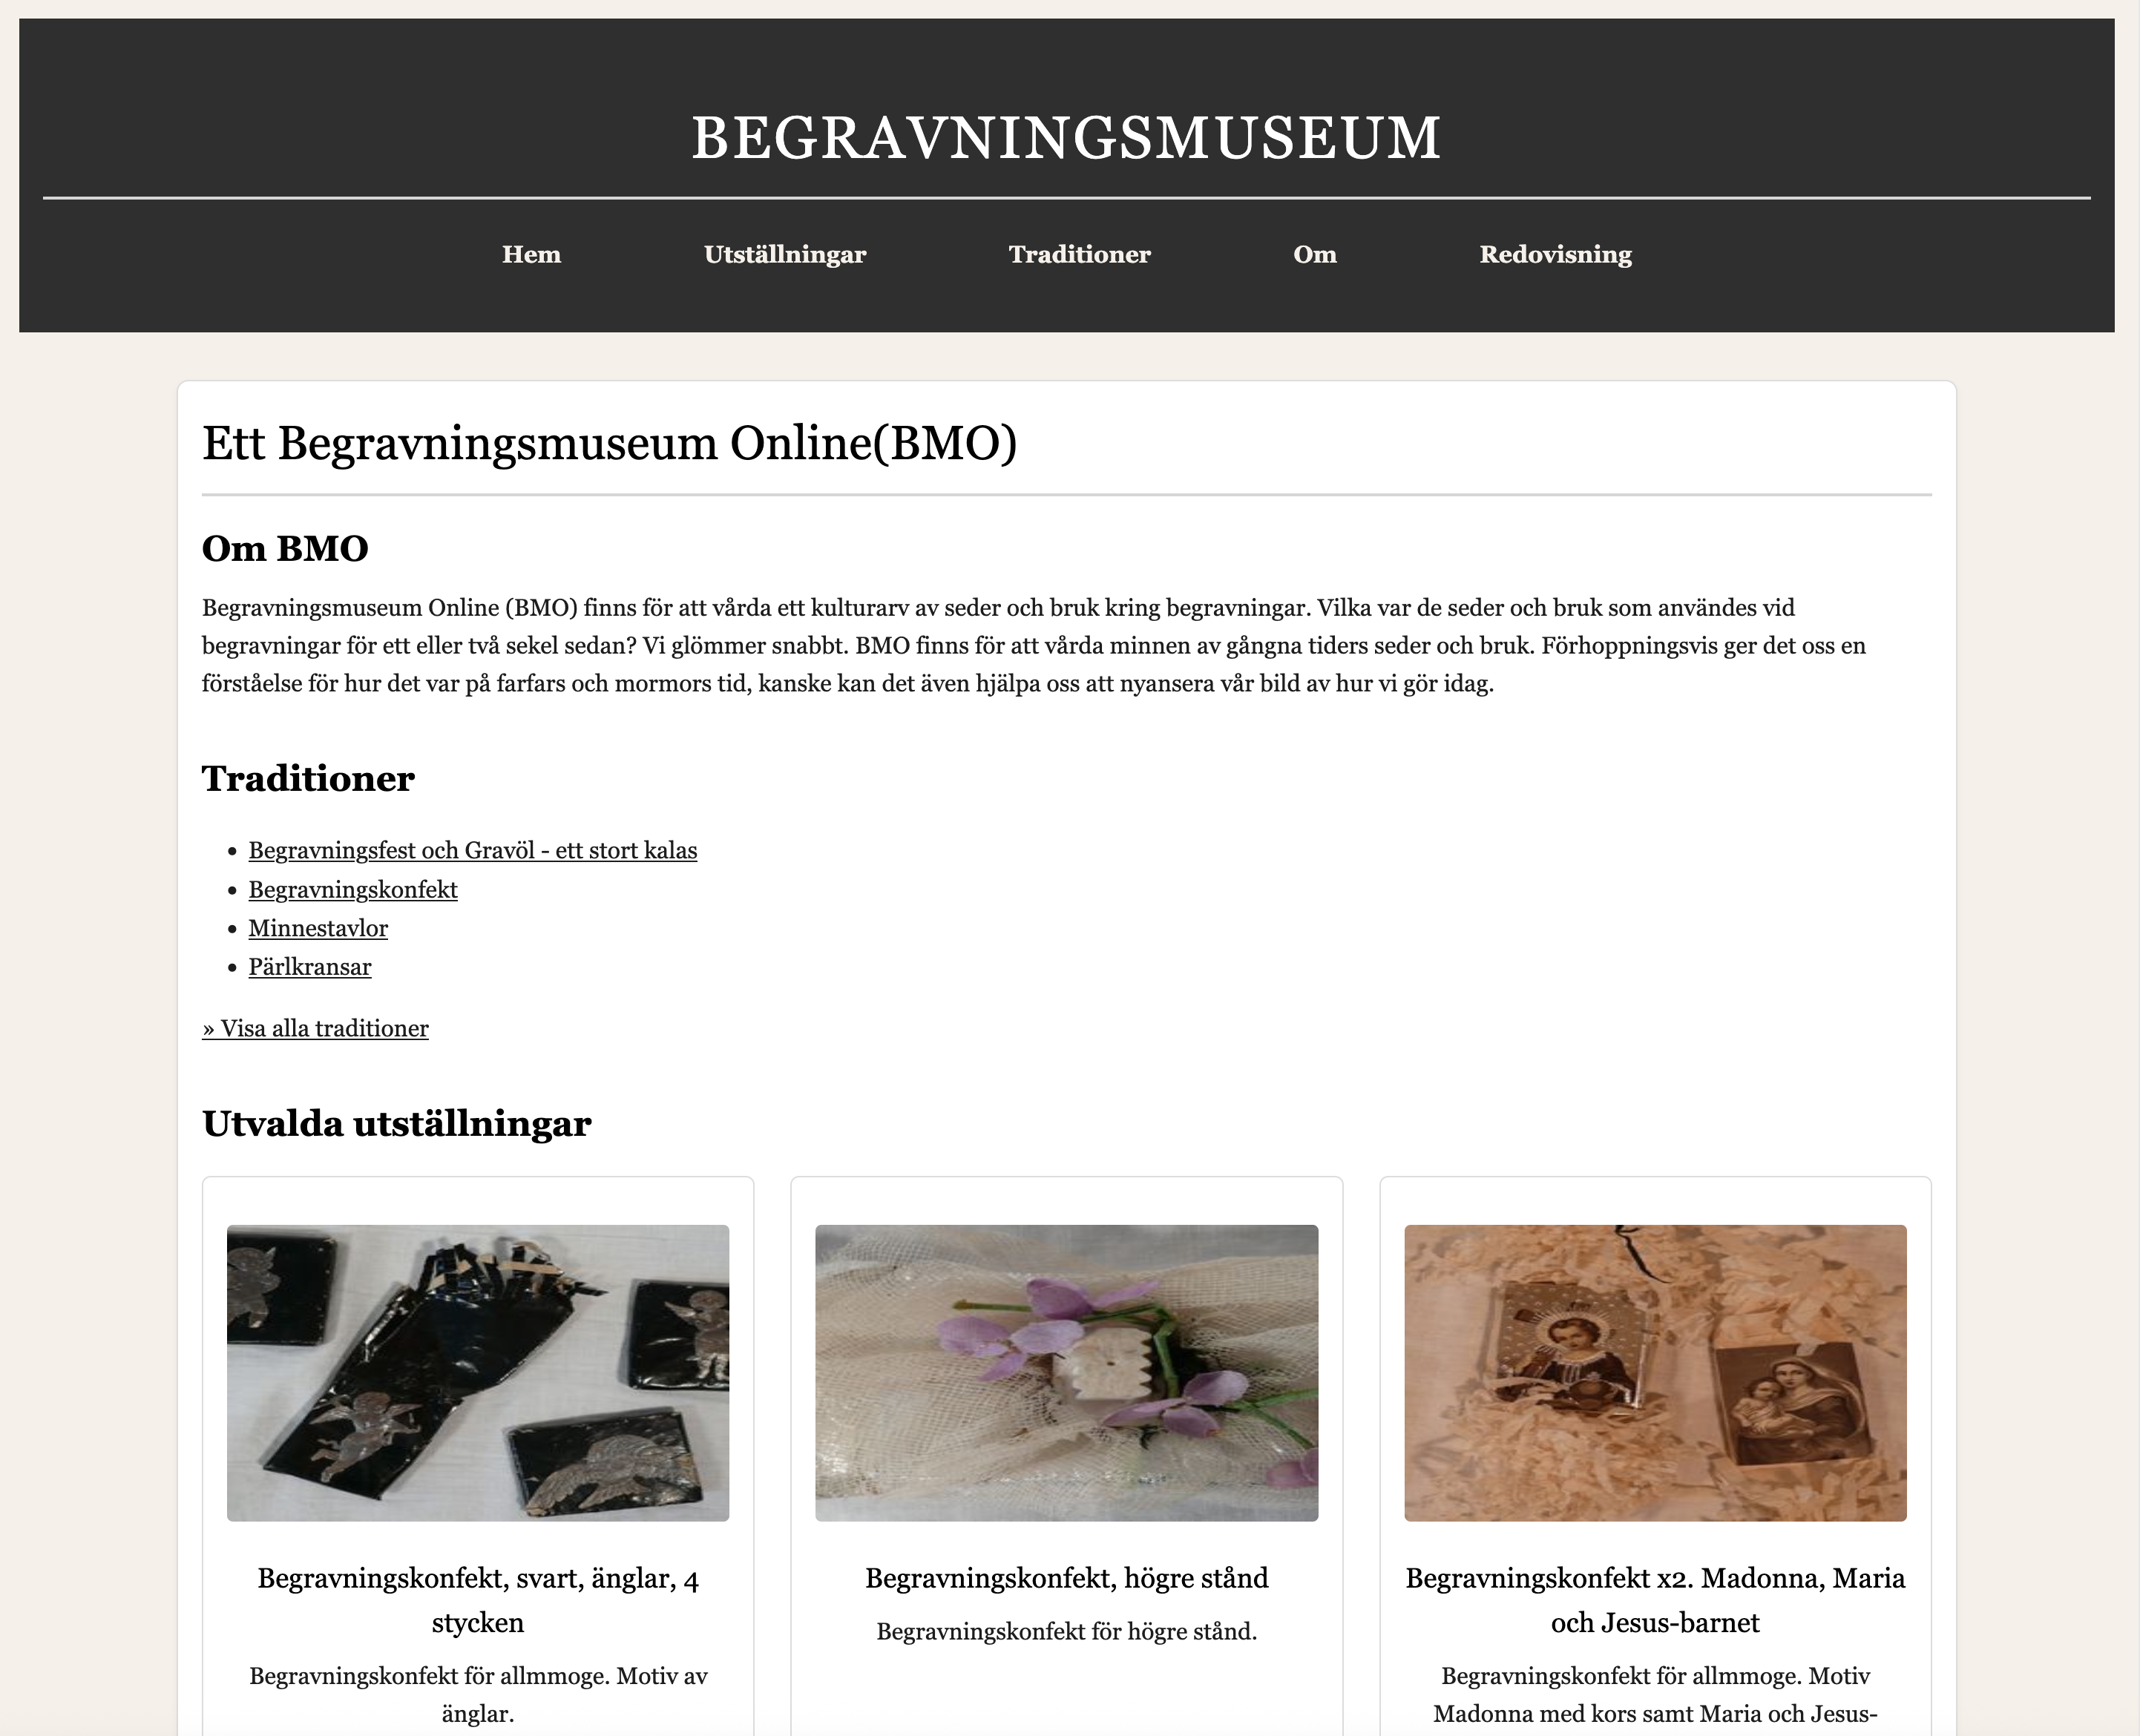 BEGRAVNINGSMUSEUM
Hem Utställningar Traditioner Om Redovisning
Ett Begravningsmuseum Online(BMO)
Om BMO
Begravningsmuseum Online (BMO) finns för att vårda ett kulturarv av seder och bruk kring begravningar. Vilka var de seder och bruk som användes vid
begravningar för ett eller två sekel sedan? Vi glömmer snabbt. BMO finns för att vårda minnen av gångna tiders seder och bruk. Förhoppningsvis ger det oss en
förståelse för hur det var på farfars och mormors tid, kanske kan det även hjälpa oss att nyansera vår bild av hur vi gör idag.
Traditioner
• Begravningsfest och Gravöl - ett stort kalas
• Begravningskonfekt
• Minnestavlor
• Pärlkransar
» Visa alla traditioner
Utvalda utställningar
Begravningskonfekt, svart, änglar, 4
stycken
Begravningskonfekt för allmmoge. Motiv av
änglar.
Begravningskonfekt, högre stånd
Begravningskonfekt för högre stånd.
Begravningskonfekt x2. Madonna, Maria
och Jesus-barnet
Begravningskonfekt för allmmoge. Motiv
Madonna med kors samt Maria och Jesus-